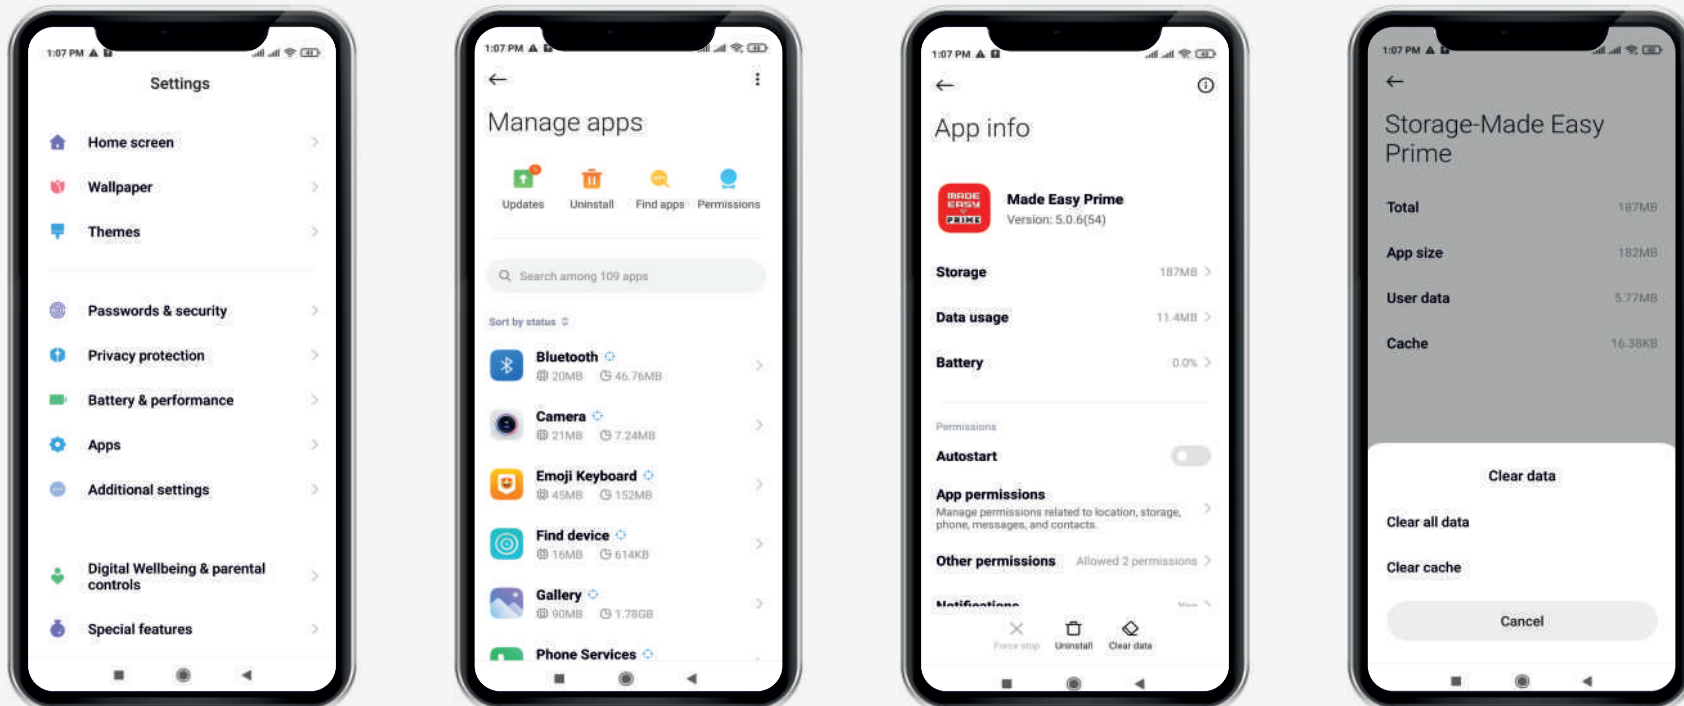 1:07 PM
Settings
Home screen
Wallpaper
Themes
Passwords & security
Privacy protection
Battery & performance
Apps
Additional settings
Digital Wellbeing & parental
controls
Special features
1:07 PM
Manage apps
Updates
Uninstall
Find apps
Permissions
Search among 109 apps
Sort by status
Bluetooth
20MB 46.76MB
Camera
21MB 7.24MB
Emoji Keyboard
45MB 152MB
Find device
16MB 614KB
Gallery
90MB 1.78GB
Phone Services
1:07 PM
App info
MADE
EASY
PRIME
Made Easy Prime
Version: 5.0.6(54)
Storage 187MB
Data usage 11.4MB
Battery 0.0%
Permissions
Autostart
App permissions
Manage permissions related to location, storage,
phone, messages, and contacts.
Other permissions Allowed 2 permissions
Notifications Yes
Force stop
Uninstall
Clear data
1:07 PM
Storage-Made Easy
Prime
Total 187MB
App size 182MB
User data 5.77MB
Cache 16.38KB
Clear data
Clear all data
Clear cache
Cancel